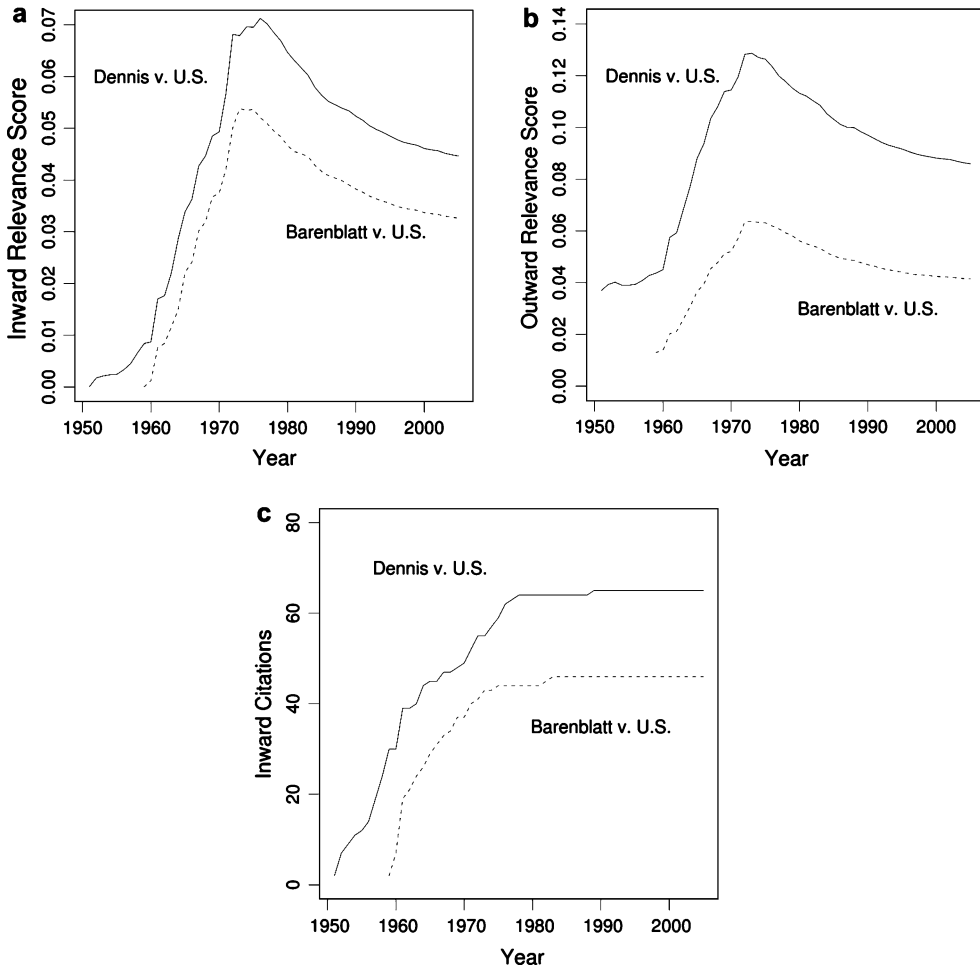 a
Inward Relevance Score
0.07
0.06
0.05
0.04
0.03
0.02
0.01
0.00
Dennis v. U.S.
Barenblatt v. U.S.
1950 1960 1970 1980 1990 2000
Year
b
Outward Relevance Score
0.14
0.12
0.10
0.08
0.06
0.04
0.02
0.00
Dennis v. U.S.
Barenblatt v. U.S.
1950 1960 1970 1980 1990 2000
Year
c
Inward Citations
80
60
40
20
0
Dennis v. U.S.
Barenblatt v. U.S.
1950 1960 1970 1980 1990 2000
Year